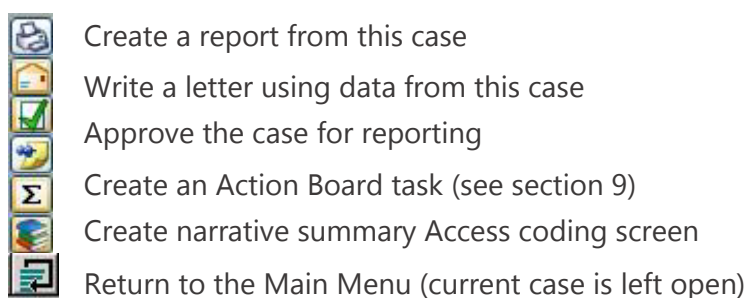 Create a report from this case
Write a letter using data from this case
Approve the case for reporting
Create an Action Board task (see section 9)
Σ
Create narrative summary Access coding screen
Return to the Main Menu (current case is left open)